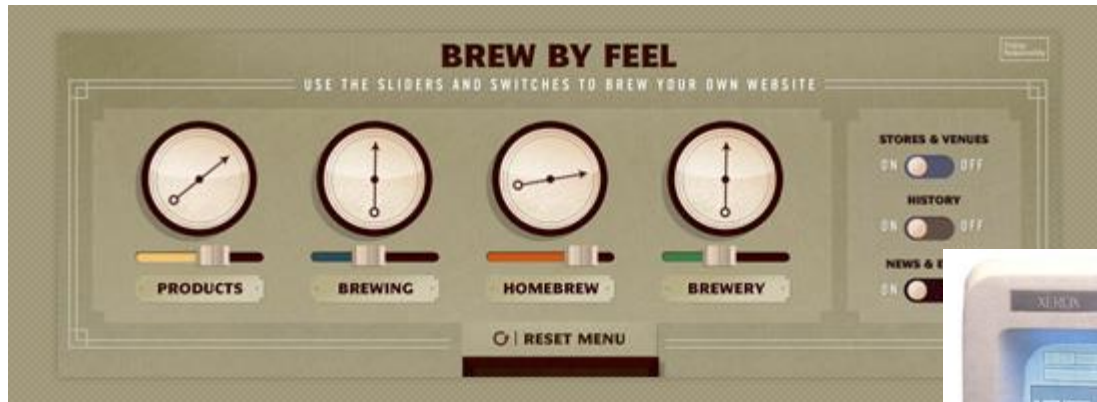 BREW BY FEEL
USE THE SLIDERS AND SWITCHES TO BREW YOUR OWN WEBSITE
STORES & VENUES
ON OFF
HISTORY
ON OFF
NEWS & E
ON
PRODUCTS
BREWING
HOMEBREW
BREWERY
RESET MENU
XEROX